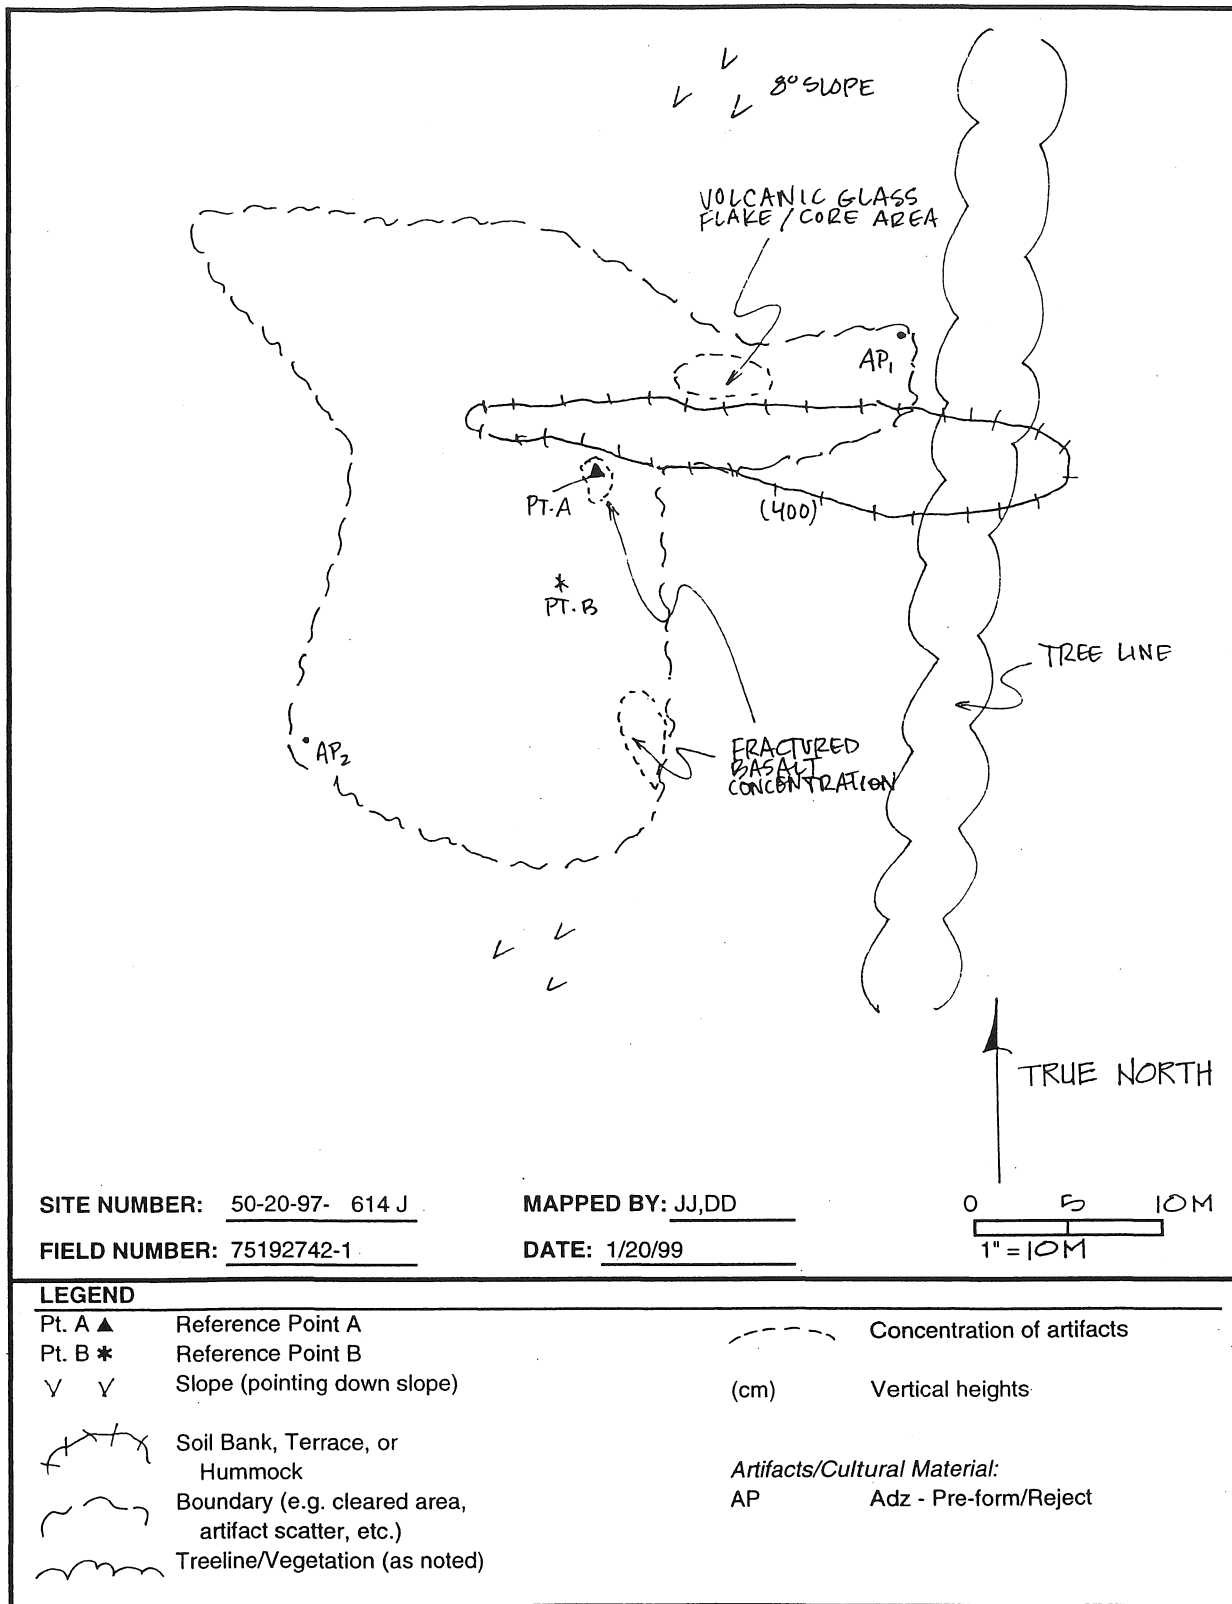 8° SLOPE
VOLCANIC GLASS
FLAKE / CORE AREA
AP1
PT. A
(400)
PT. B
TREE LINE
AP2
FRACTURED
BASALT
CONCENTRATION
TRUE NORTH
SITE NUMBER: 50-20-97- 614 J
MAPPED BY: JJ,DD
0 5 10M
FIELD NUMBER: 75192742-1
DATE: 1/20/99
1" = 10M
LEGEND
Pt. A ▲ Reference Point A
Pt. B * Reference Point B
Slope (pointing down slope)
Soil Bank, Terrace, or
Hummock
Boundary (e.g. cleared area,
artifact scatter, etc.)
Treeline/Vegetation (as noted)
Concentration of artifacts
(cm) Vertical heights
Artifacts/Cultural Material:
AP Adz - Pre-form/Reject